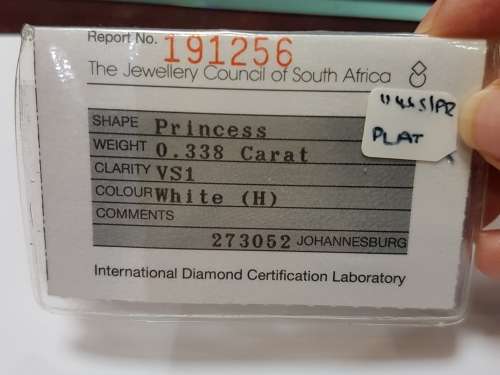 Report No. 191256
The Jewellery Council of South Africa
SHAPE Princess
PLAT
WEIGHT 0.338 Carat
CLARITY VS1
COLOUR White (H)
COMMENTS
273052 JOHANNESBURG
International Diamond Certification Laboratory